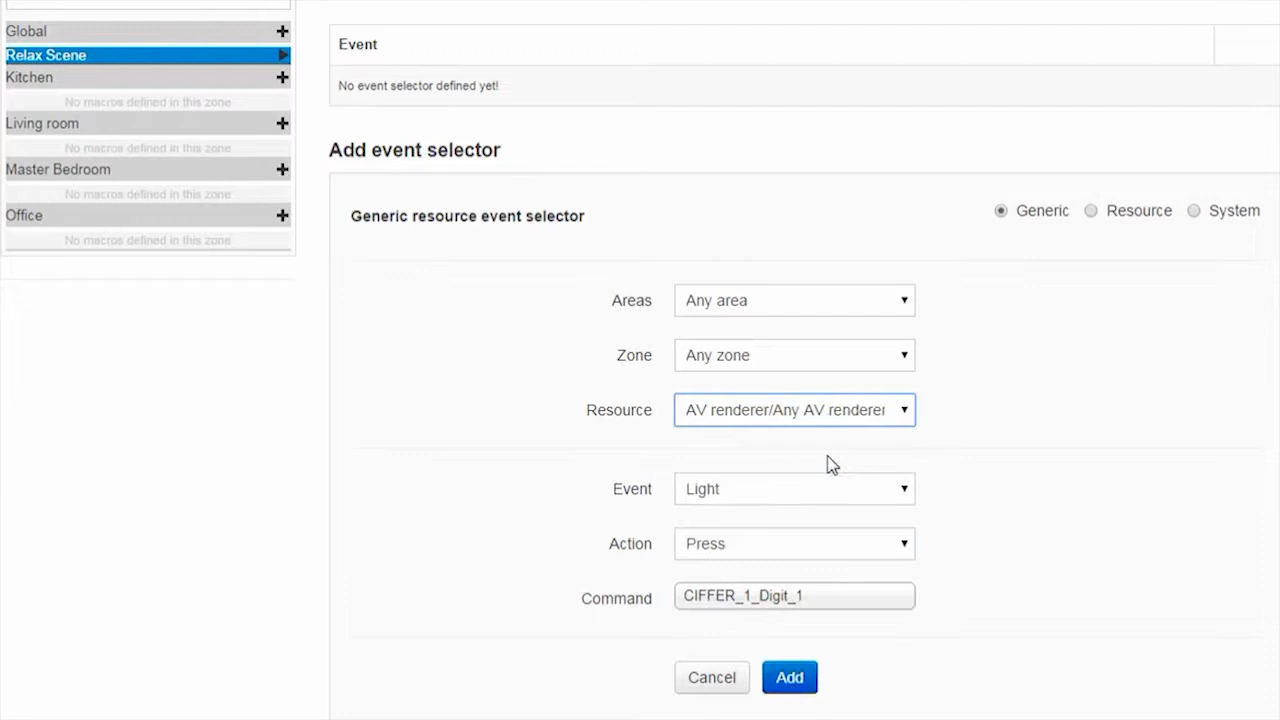 Global
Relax Scene
Kitchen
No macros defined in this zone
Living room
No macros defined in this zone
Master Bedroom
No macros defined in this zone
Office
No macros defined in this zone
Event
No event selector defined yet!
Add event selector
Generic resource event selector
Generic Resource System
Areas Any area
Zone Any zone
Resource AV renderer/Any AV renderer
Event Light
Action Press
Command CIFFER_1_Digit_1
Cancel Add